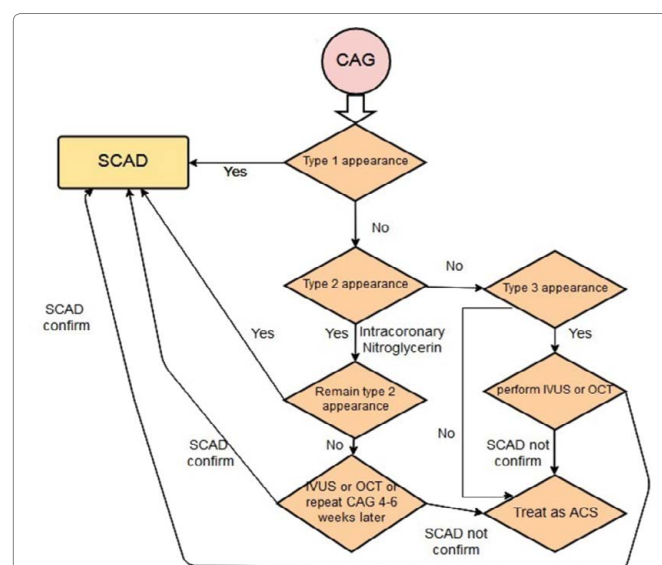 CAG
Type 1 appearance
SCAD
Yes
No
Type 2 appearance
No
Type 3 appearance
SCAD
confirm
Yes
Yes
Intracoronary
Nitroglycerin
Yes
Remain type 2
appearance
perform IVUS or OCT
No
No
SCAD
confirm
SCAD not
confirm
IVUS or OCT or
repeat CAG 4-6
weeks later
Treat as ACS
SCAD not
confirm